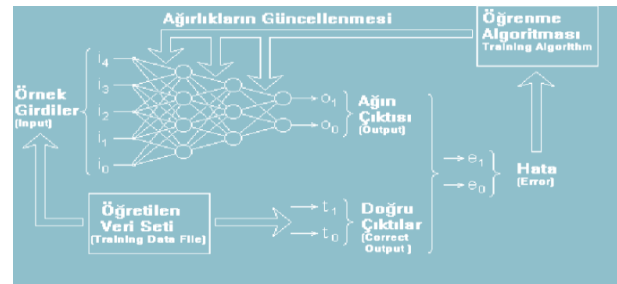 Ağırlıkların Güncellenmesi
Öğrenme
Algoritması
Training Algorithm
i4
i3
i2
i1
i0
Örnek
Girdiler
(Input)
o1
o0
Ağın
Çıktısı
(Output)
e1
e0
Hata
(Error)
Öğretilen
Veri Seti
(Training Data File)
t1
t0
Doğru
Çıktılar
(Correct
Output )